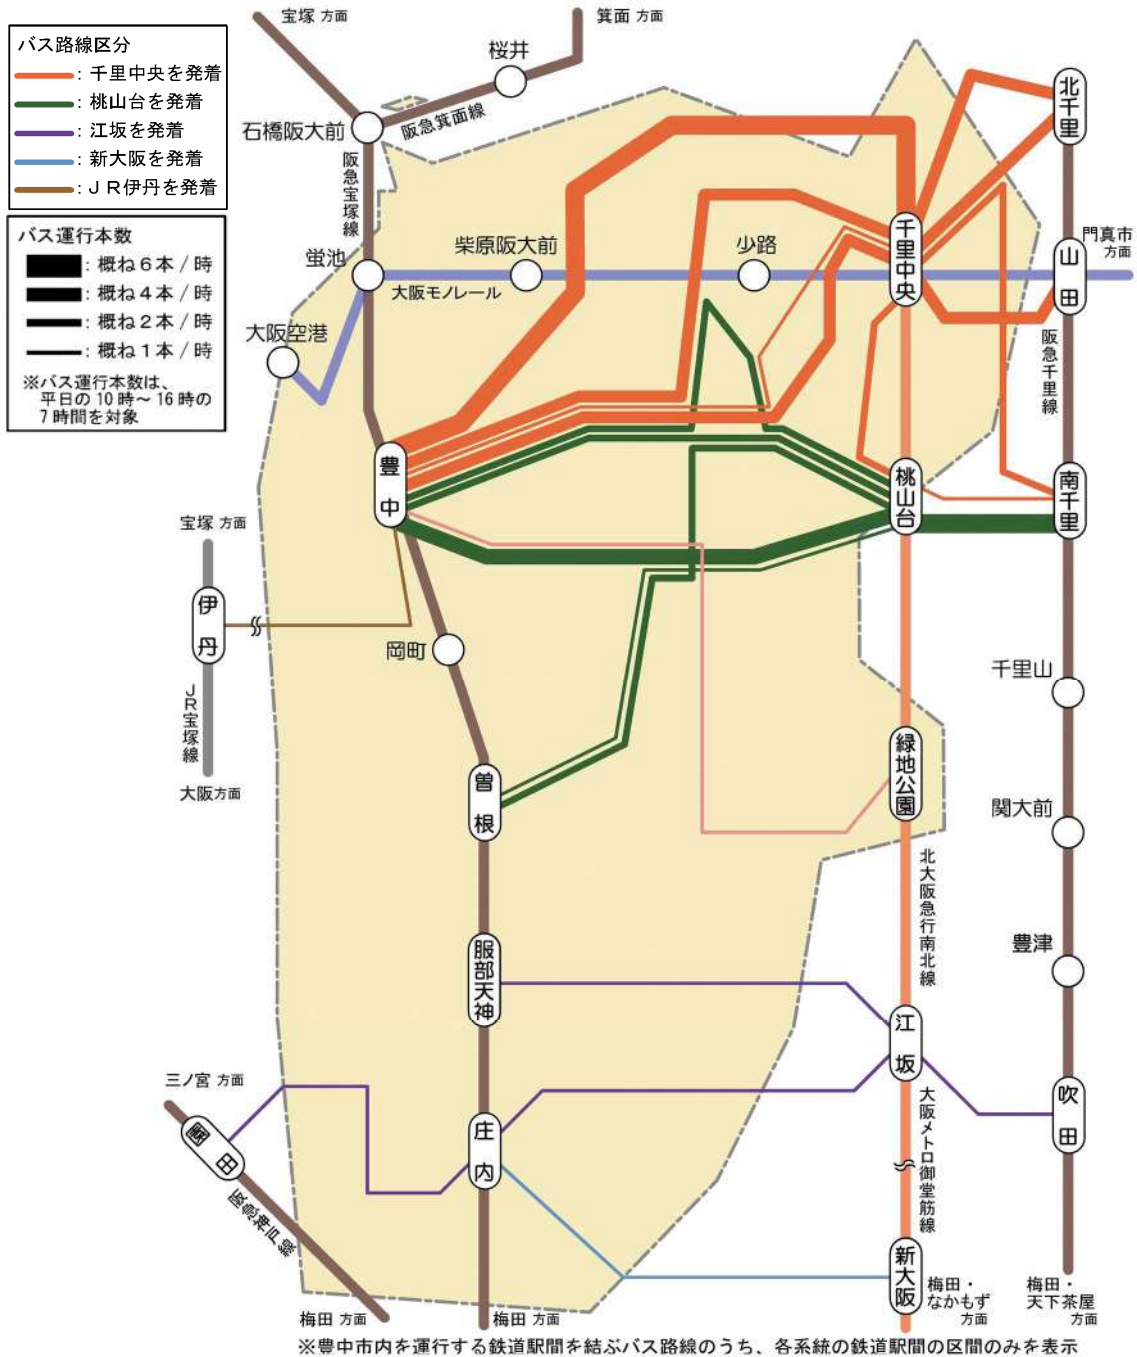 宝塚 方面
箕面 方面
バス路線区分
：千里中央を発着
：桃山台を発着
：江坂を発着
：新大阪を発着
：ＪＲ伊丹を発着
バス運行本数
：概ね６本 / 時
：概ね４本 / 時
：概ね２本 / 時
：概ね１本 / 時
※バス運行本数は、
平日の 10 時～ 16 時の
７時間を対象
桜井
石橋阪大前
阪急箕面線
阪急宝塚線
北千里
千里中央
門真市
方面
山田
蛍池
柴原阪大前
少路
大阪モノレール
大阪空港
阪急千里線
豊中
桃山台
南千里
宝塚 方面
伊丹
JR宝塚線
大阪方面
岡町
千里山
曽根
緑地公園
関大前
北大阪急行南北線
豊津
服部天神
江坂
三ノ宮 方面
園田
阪急神戸線
庄内
大阪メトロ御堂筋線
吹田
新大阪
梅田・
なかもず
方面
梅田・
天下茶屋
方面
梅田 方面
梅田 方面
※豊中市内を運行する鉄道駅間を結ぶバス路線のうち、各系統の鉄道駅間の区間のみを表示